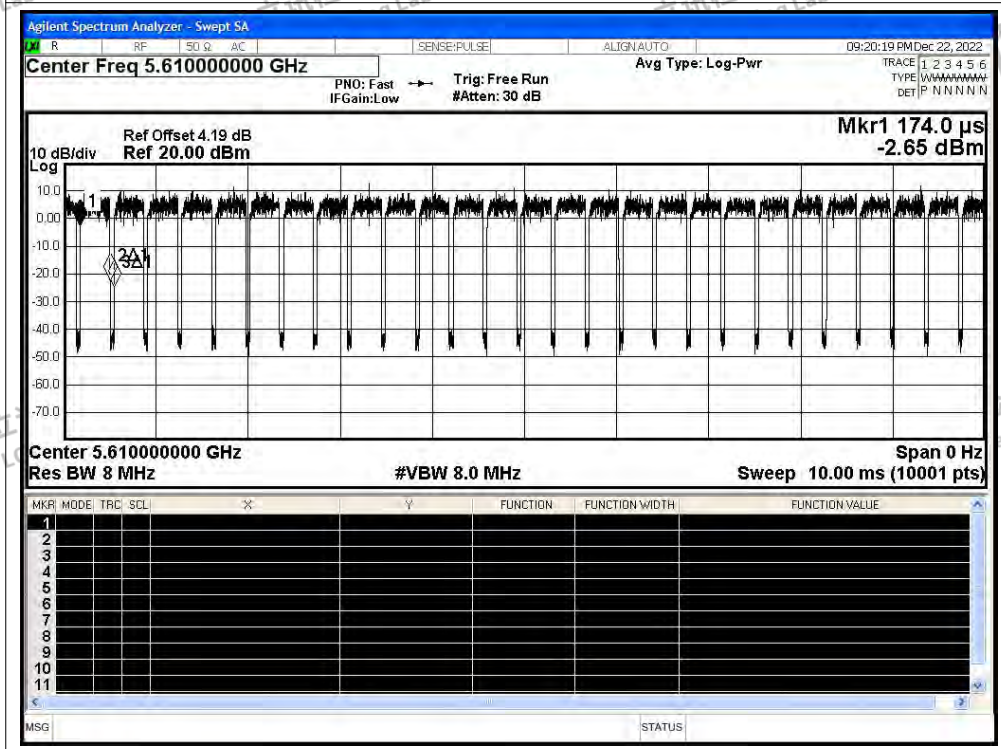 Agilent Spectrum Analyzer - Swept SA
R RF 50 Ω AC SENSE:PULSE ALIGN AUTO 09:20:19 PM Dec 22, 2022
Center Freq 5.610000000 GHz Avg Type: Log-Pwr TRACE 1 2 3 4 5 6
PNO: Fast Trig: Free Run TYPE WWWWWW
IFGain:Low #Atten: 30 dB DET P N N N N N
Mkr1 174.0 µs
Ref Offset 4.19 dB
10 dB/div Ref 20.00 dBm -2.65 dBm
Log
10.0
1
0.00
-10.0
2Δ1
3Δ1
-20.0
-30.0
-40.0
-50.0
-60.0
-70.0
Center 5.610000000 GHz Span 0 Hz
Res BW 8 MHz #VBW 8.0 MHz Sweep 10.00 ms (10001 pts)
MKR MODE TRC SCL X Y FUNCTION FUNCTION WIDTH FUNCTION VALUE
1
2
3
4
5
6
7
8
9
10
11
MSG STATUS